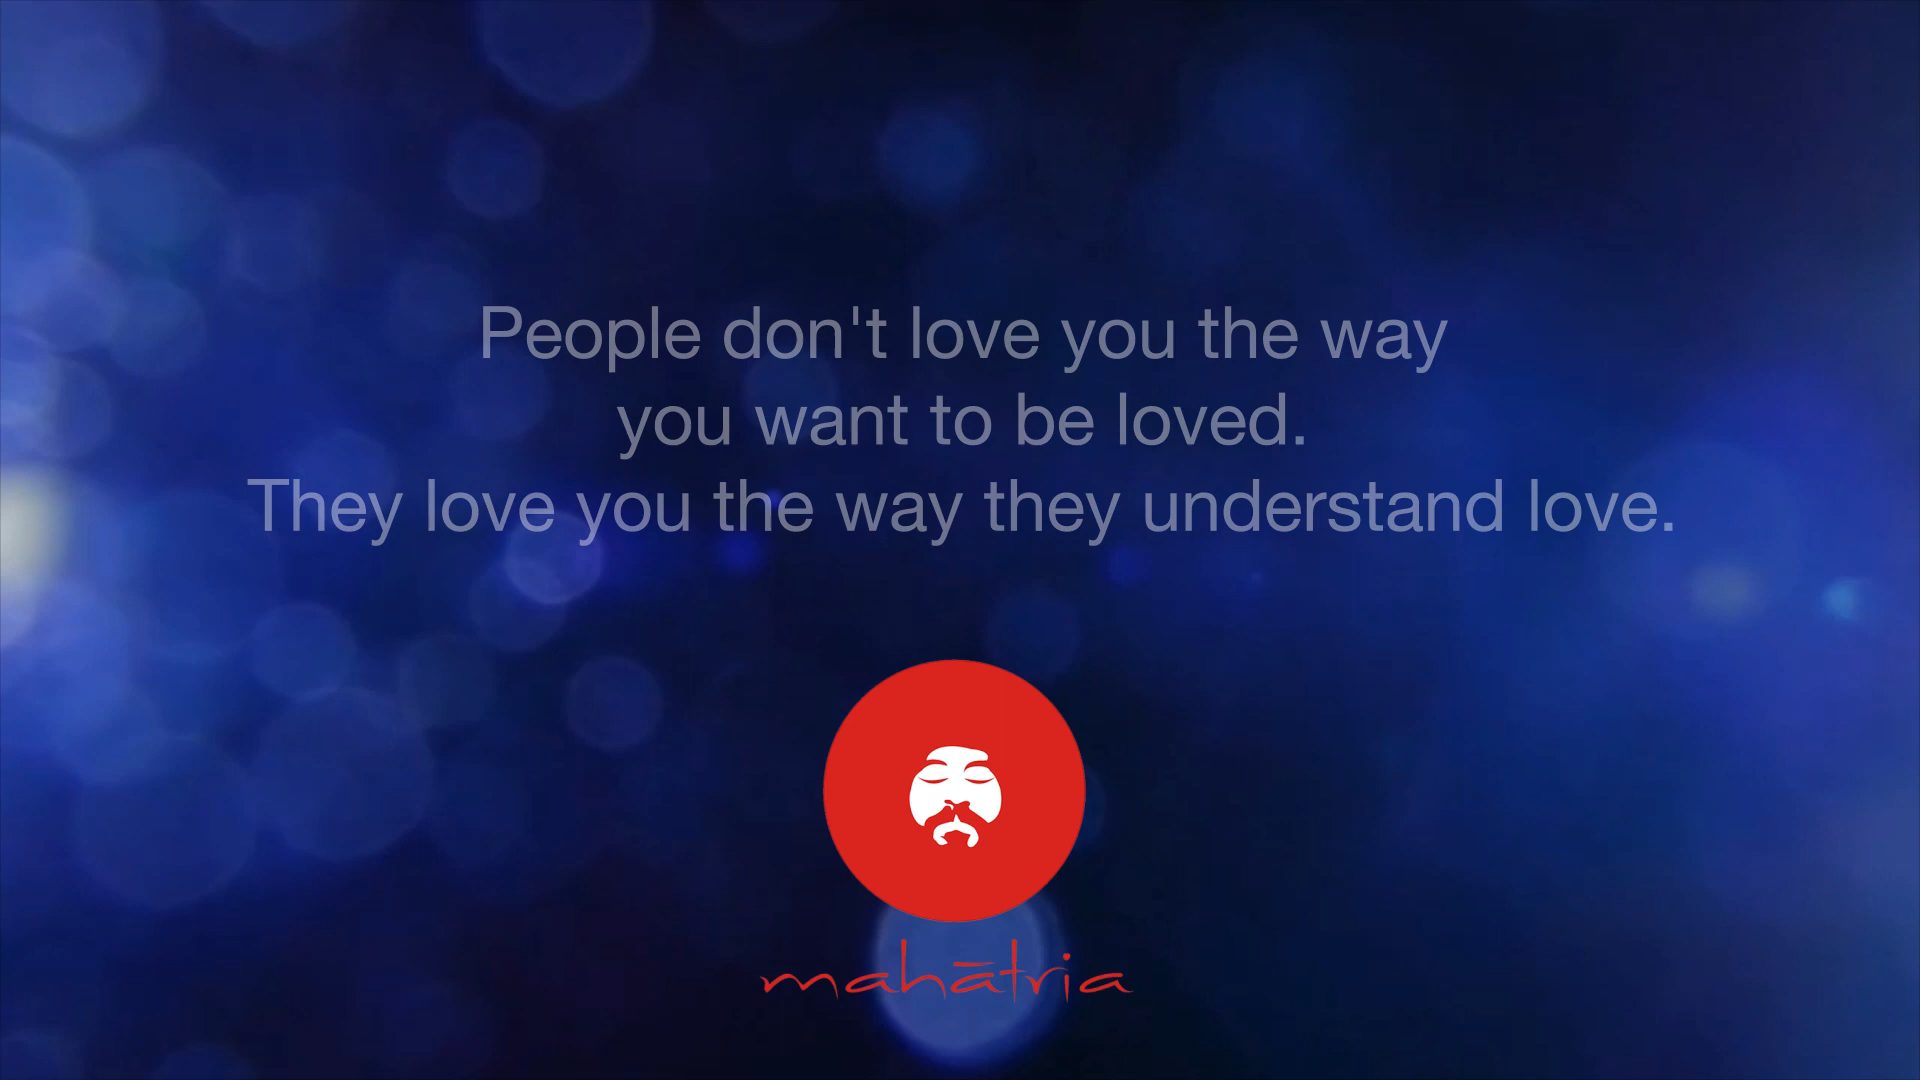 People don't love you the way
you want to be loved.
They love you the way they understand love.
mahātria